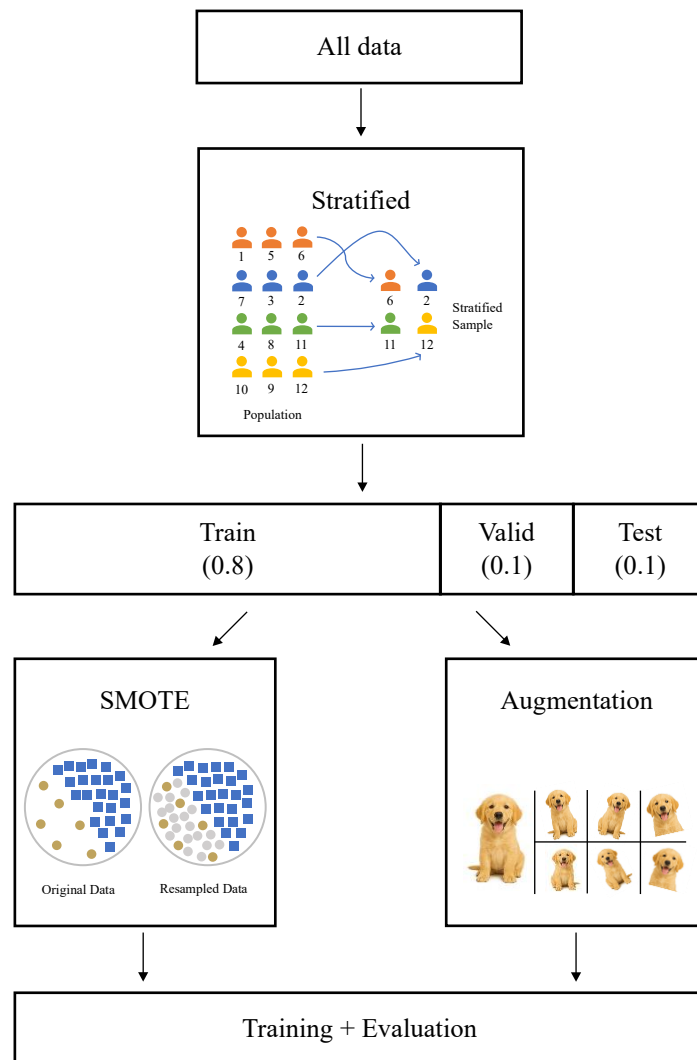 All data
Stratified
1 5 6
7 3 2
6 2
Stratified
Sample
4 8 11
11 12
10 9 12
Population
Train
(0.8)
Valid
(0.1)
Test
(0.1)
SMOTE
Original Data
Resampled Data
Augmentation
Training + Evaluation